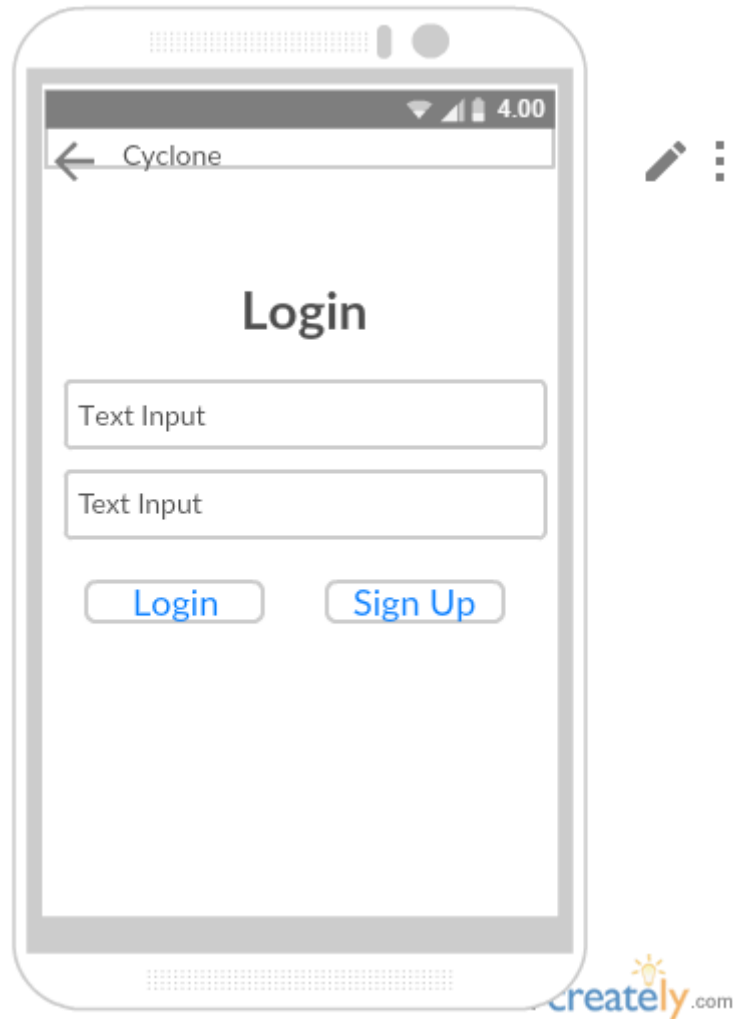 4.00
Cyclone
Login
Text Input
Text Input
Login Sign Up
creately.com